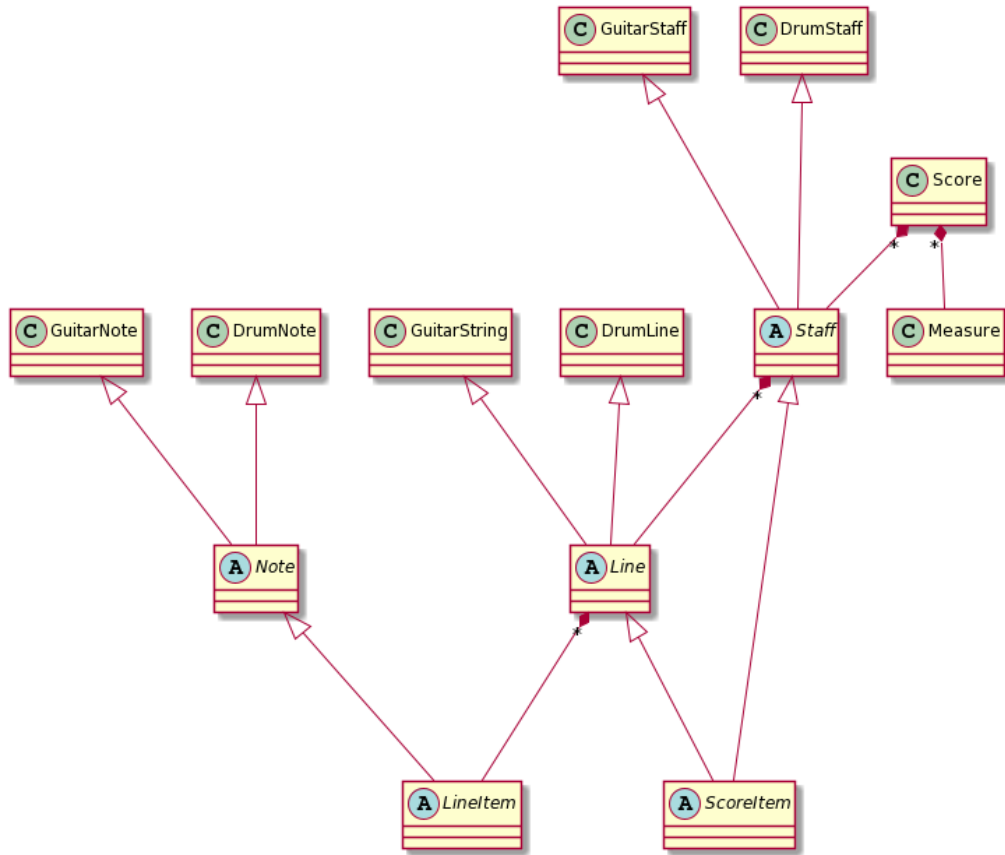 C GuitarStaff
C DrumStaff
C Score
*
*
C GuitarNote
C DrumNote
C GuitarString
C DrumLine
A Staff
C Measure
*
A Note
A Line
*
A LineItem
A ScoreItem